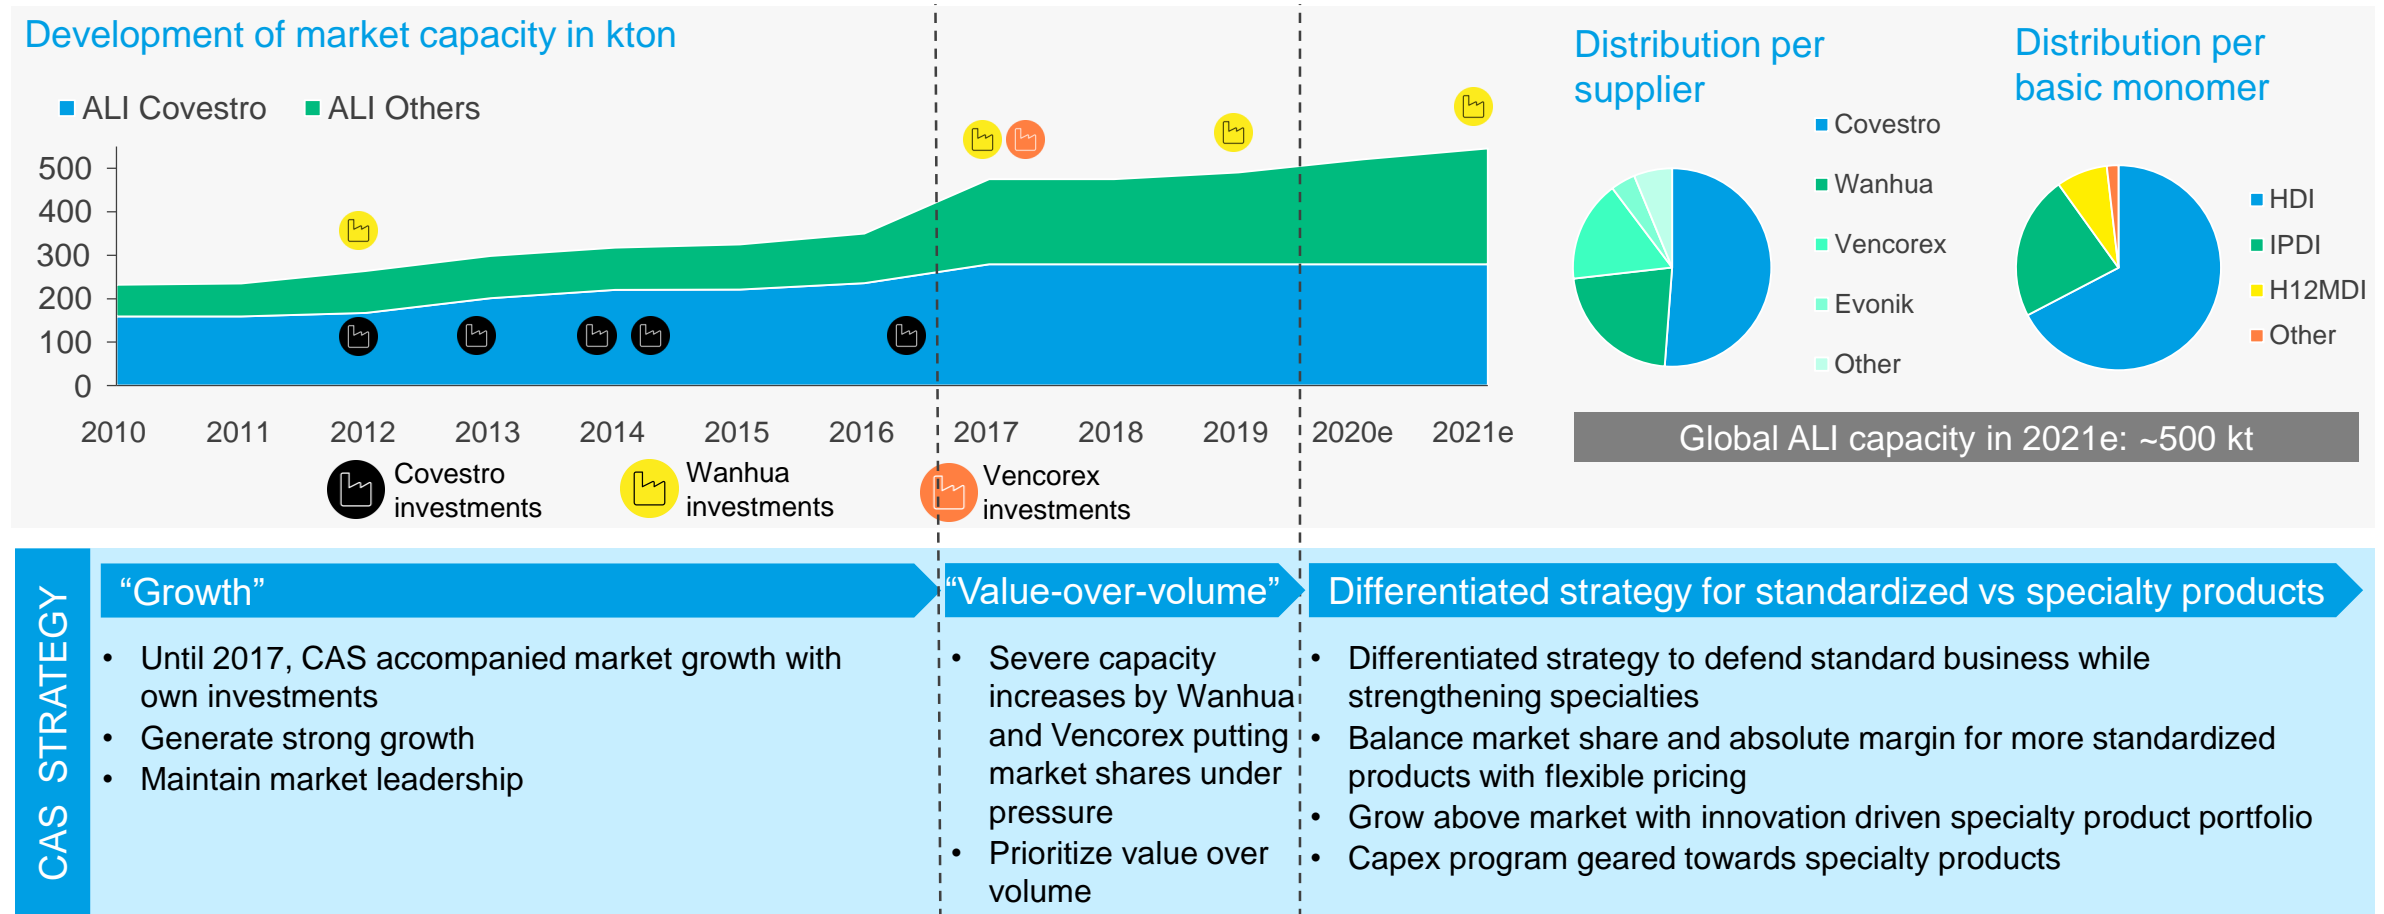 Development of market capacity in kton
ALI Covestro
ALI Others
500
400
300
200
100
0
2010 2011 2012 2013 2014 2015 2016 2017 2018 2019 2020e 2021e
Covestro
investments
Wanhua
investments
Vencorex
investments
Distribution per
supplier
Covestro
Wanhua
Vencorex
Evonik
Other
Distribution per
basic monomer
HDI
IPDI
H12MDI
Other
Global ALI capacity in 2021e: ~500 kt
CAS STRATEGY
“Growth”
• Until 2017, CAS accompanied market growth with
own investments
• Generate strong growth
• Maintain market leadership
“Value-over-volume”
• Severe capacity
increases by Wanhua
and Vencorex putting
market shares under
pressure
• Prioritize value over
volume
Differentiated strategy for standardized vs specialty products
• Differentiated strategy to defend standard business while
strengthening specialties
• Balance market share and absolute margin for more standardized
products with flexible pricing
• Grow above market with innovation driven specialty product portfolio
• Capex program geared towards specialty products